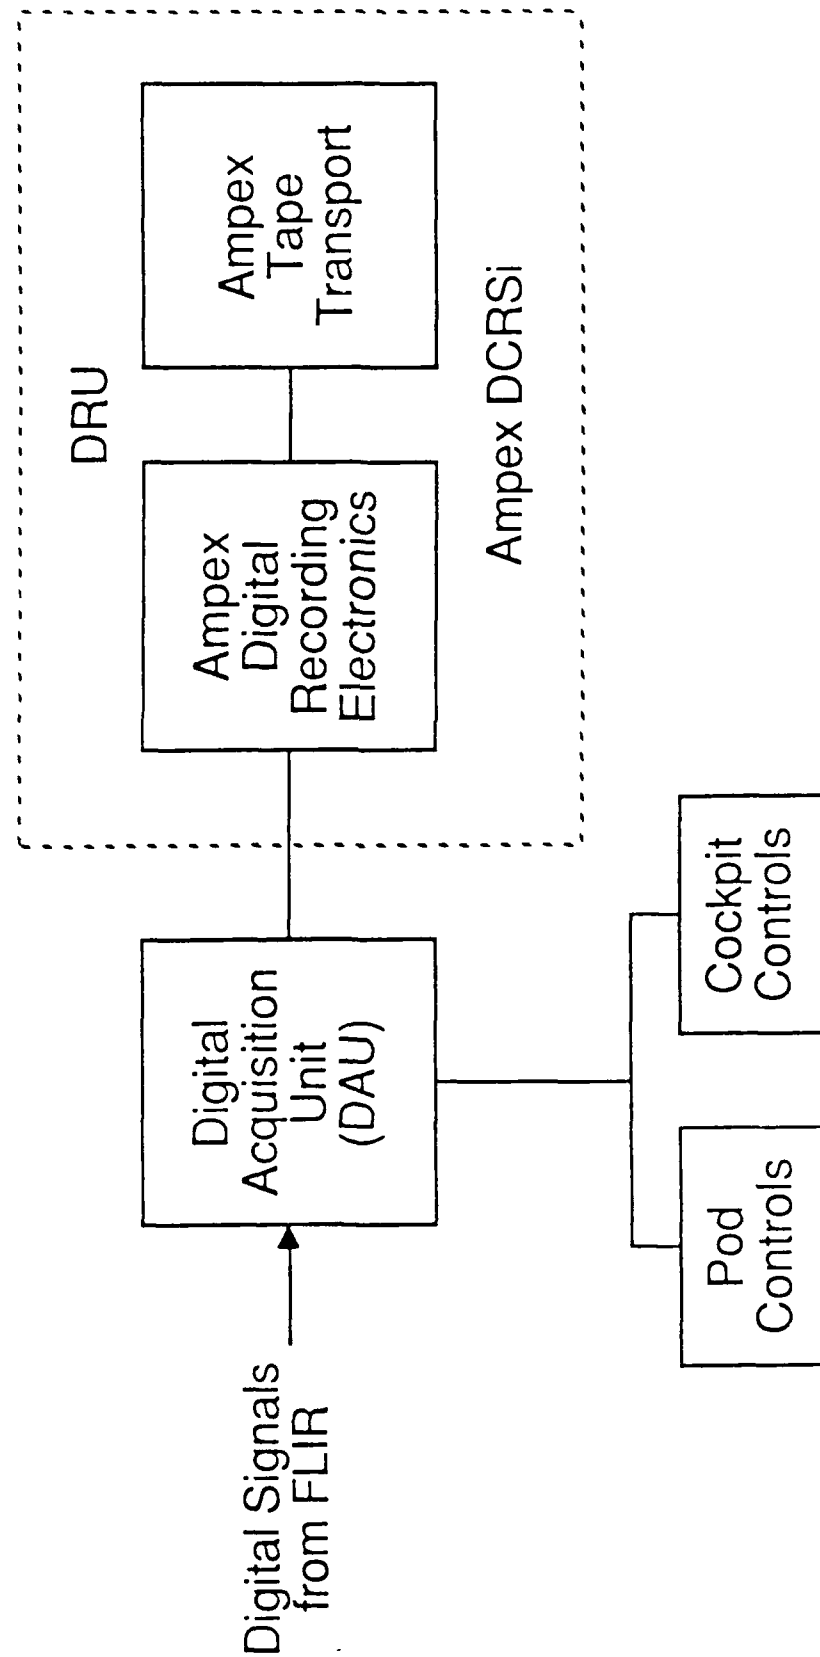 DRU
Digital Signals
from FLIR
Digital
Acquisition
Unit
(DAU)
Ampex
Digital
Recording
Electronics
Ampex
Tape
Transport
Ampex DCRSi
Pod
Controls
Cockpit
Controls